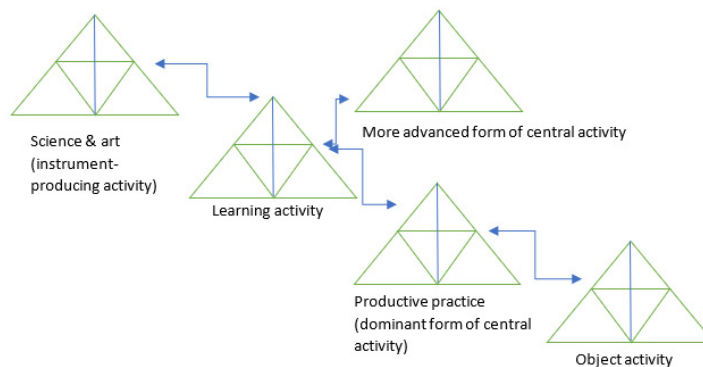 Science & art
(instrument-
producing activity)
More advanced form of central activity
Learning activity
Productive practice
(dominant form of central
activity)
Object activity